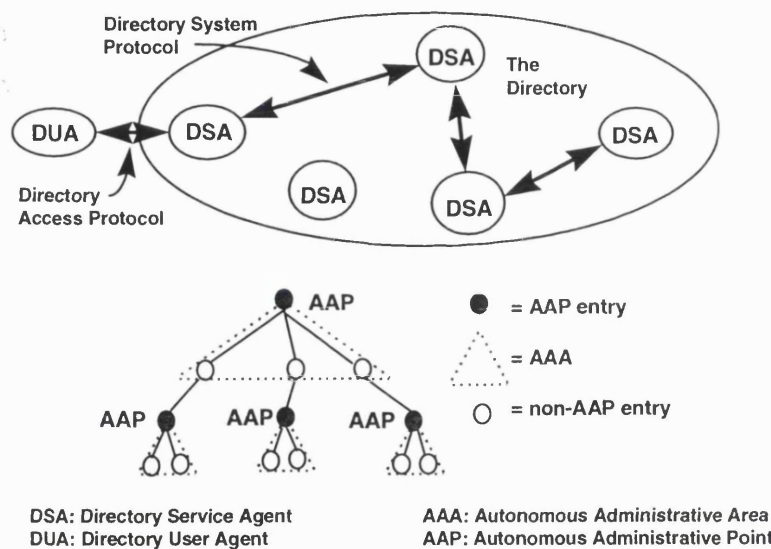 Directory System
Protocol
DSA
The
Directory
DUA
DSA
DSA
Directory
Access Protocol
DSA
DSA
AAP
= AAP entry
= AAA
AAP
AAP
AAP
= non-AAP entry
DSA: Directory Service Agent
AAA: Autonomous Administrative Area
DUA: Directory User Agent
AAP: Autonomous Administrative Point